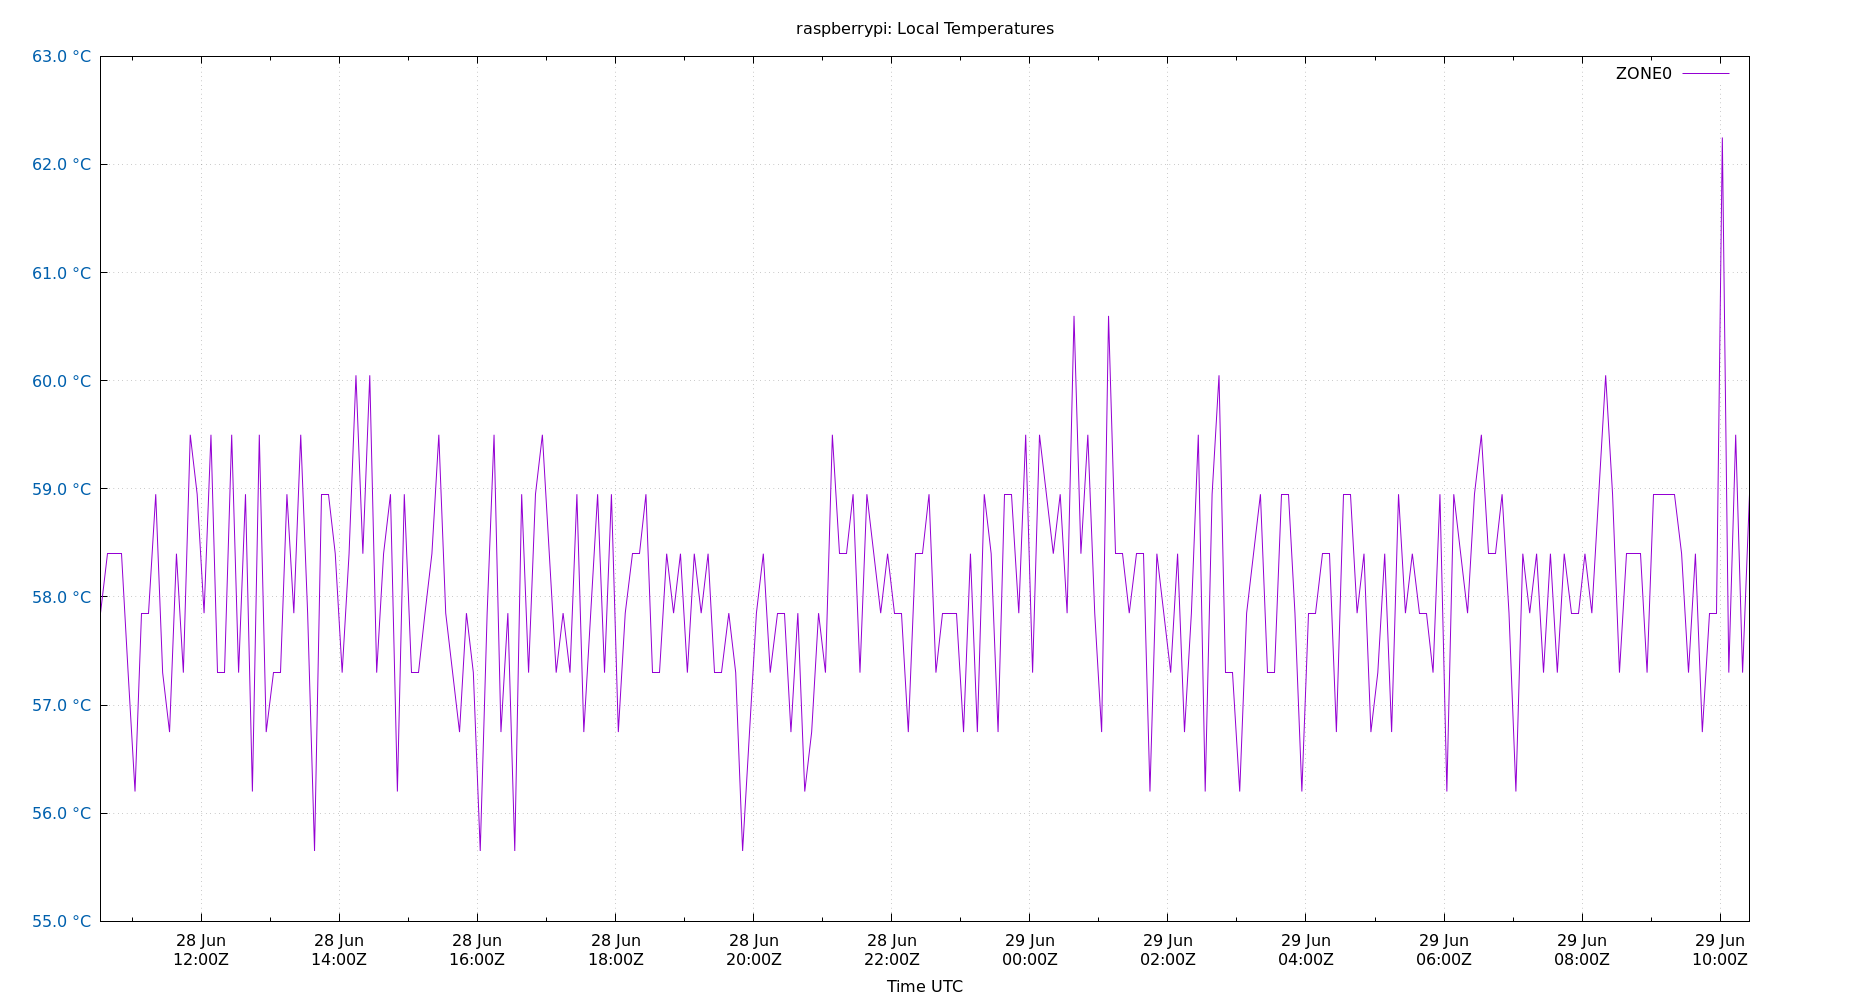 raspberrypi: Local Temperatures
63.0 °C
ZONE0
62.0 °C
61.0 °C
60.0 °C
59.0 °C
58.0 °C
57.0 °C
56.0 °C
55.0 °C
28 Jun 28 Jun 28 Jun 28 Jun 28 Jun 28 Jun 29 Jun 29 Jun 29 Jun 29 Jun 29 Jun 29 Jun
12:00Z 14:00Z 16:00Z 18:00Z 20:00Z 22:00Z 00:00Z 02:00Z 04:00Z 06:00Z 08:00Z 10:00Z
Time UTC